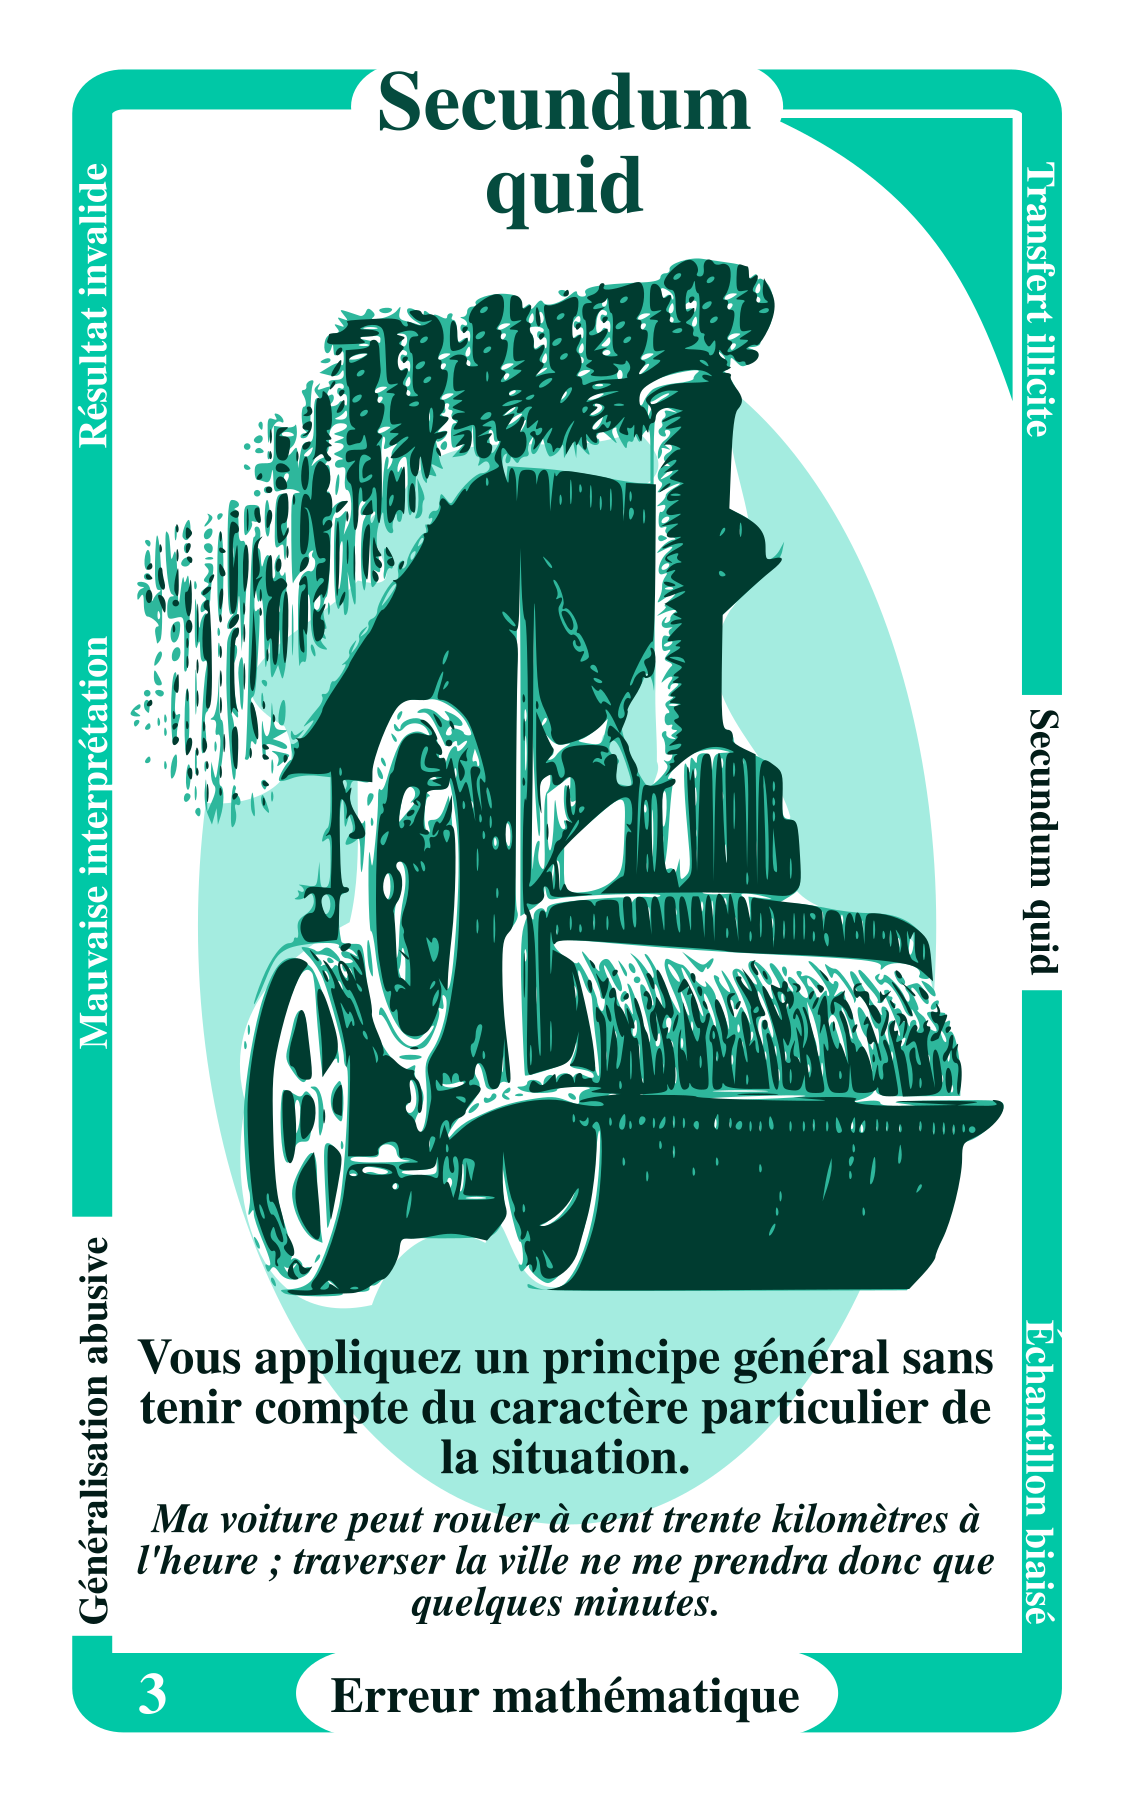 Secundum
quid
Résultat invalide
Mauvaise interprétation
Généralisation abusive
Transfert illicite
Secundum quid
Échantillon biaisé
Vous appliquez un principe général sans
tenir compte du caractère particulier de
la situation.
Ma voiture peut rouler à cent trente kilomètres à
l'heure ; traverser la ville ne me prendra donc que
quelques minutes.
3
Erreur mathématique